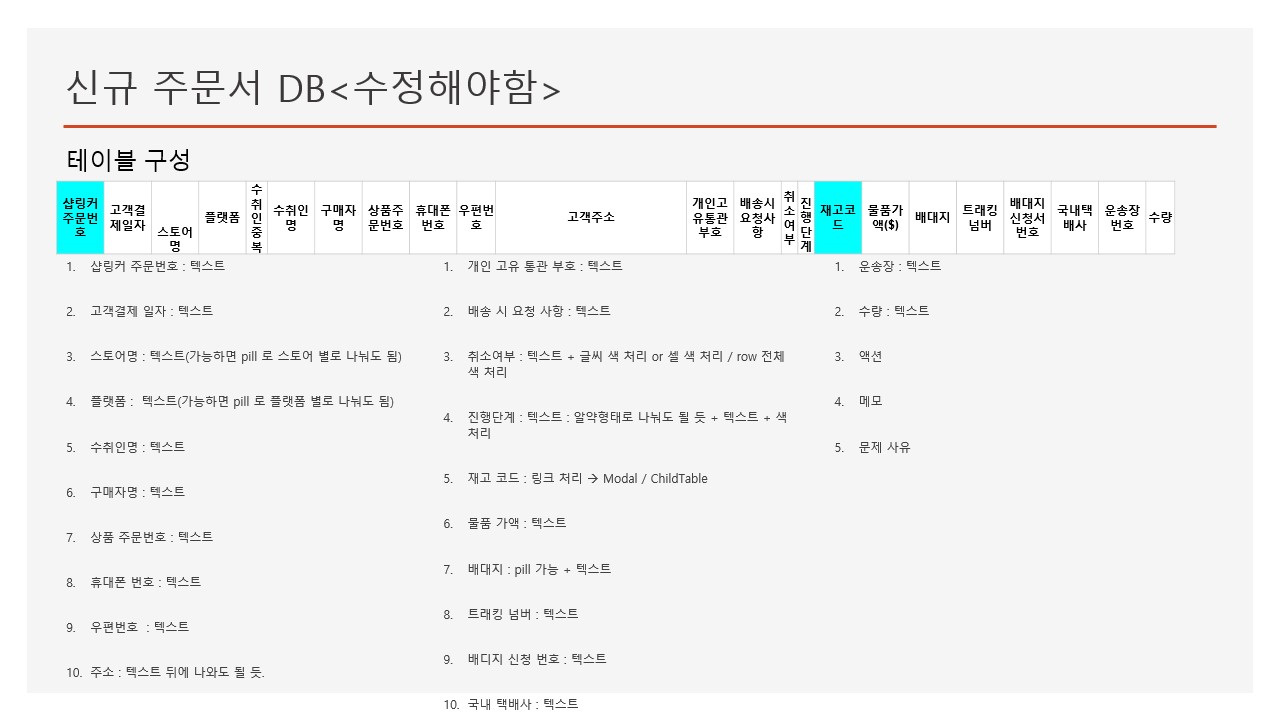 신규 주문서 DB<수정해야함>
테이블 구성
샵링커 주문번호
고객결제일자
스토어명
플랫폼
수취인중복
수취인명
구매자명
상품주문번호
휴대폰번호
우편번호
고객주소
개인고유통관부호
배송시요청사항
취소여부
진행단계
재고코드
물품가액($)
배대지
트래킹넘버
배대지신청서번호
국내택배사
운송장번호
수량
1. 샵링커 주문번호 : 텍스트
2. 고객결제 일자 : 텍스트
3. 스토어명 : 텍스트(가능하면 pill 로 스토어 별로 나눠도 됨)
4. 플랫폼 : 텍스트(가능하면 pill 로 플랫폼 별로 나눠도 됨)
5. 수취인명 : 텍스트
6. 구매자명 : 텍스트
7. 상품 주문번호 : 텍스트
8. 휴대폰 번호 : 텍스트
9. 우편번호 : 텍스트
10. 주소 : 텍스트 뒤에 나와도 될 듯.
1. 개인 고유 통관 부호 : 텍스트
2. 배송 시 요청 사항 : 텍스트
3. 취소여부 : 텍스트 + 글씨 색 처리 or 셀 색 처리 / row 전체
색 처리
4. 진행단계 : 텍스트 : 알약형태로 나눠도 될 듯 + 텍스트 + 색
처리
5. 재고 코드 : 링크 처리 → Modal / ChildTable
6. 물품 가액 : 텍스트
7. 배대지 : pill 가능 + 텍스트
8. 트래킹 넘버 : 텍스트
9. 배디지 신청 번호 : 텍스트
10. 국내 택배사 : 텍스트
1. 운송장 : 텍스트
2. 수량 : 텍스트
3. 액션
4. 메모
5. 문제 사유